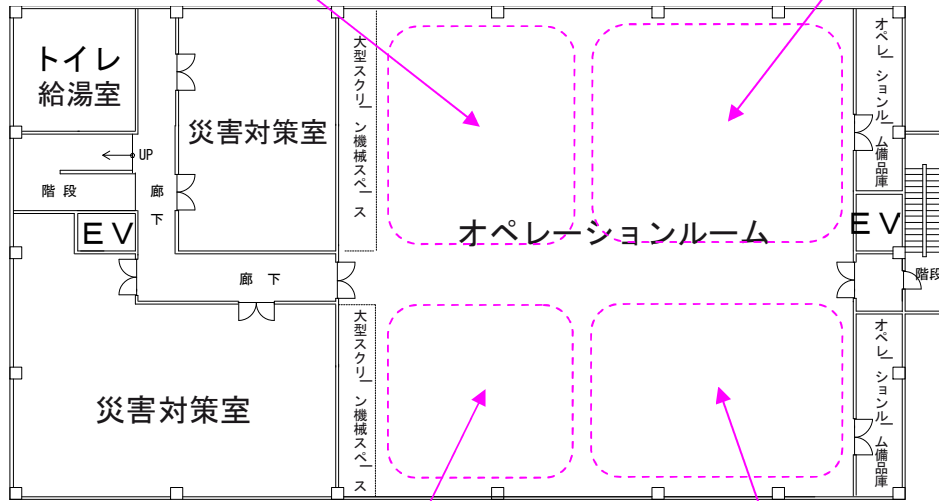 トイレ
給湯室
災害対策室
大型スクリーン機械スペース
オペレーションルーム備品庫
UP
階段
廊下
EV
オペレーションルーム
EV
廊下
階段
災害対策室
大型スクリーン機械スペース
オペレーションルーム備品庫